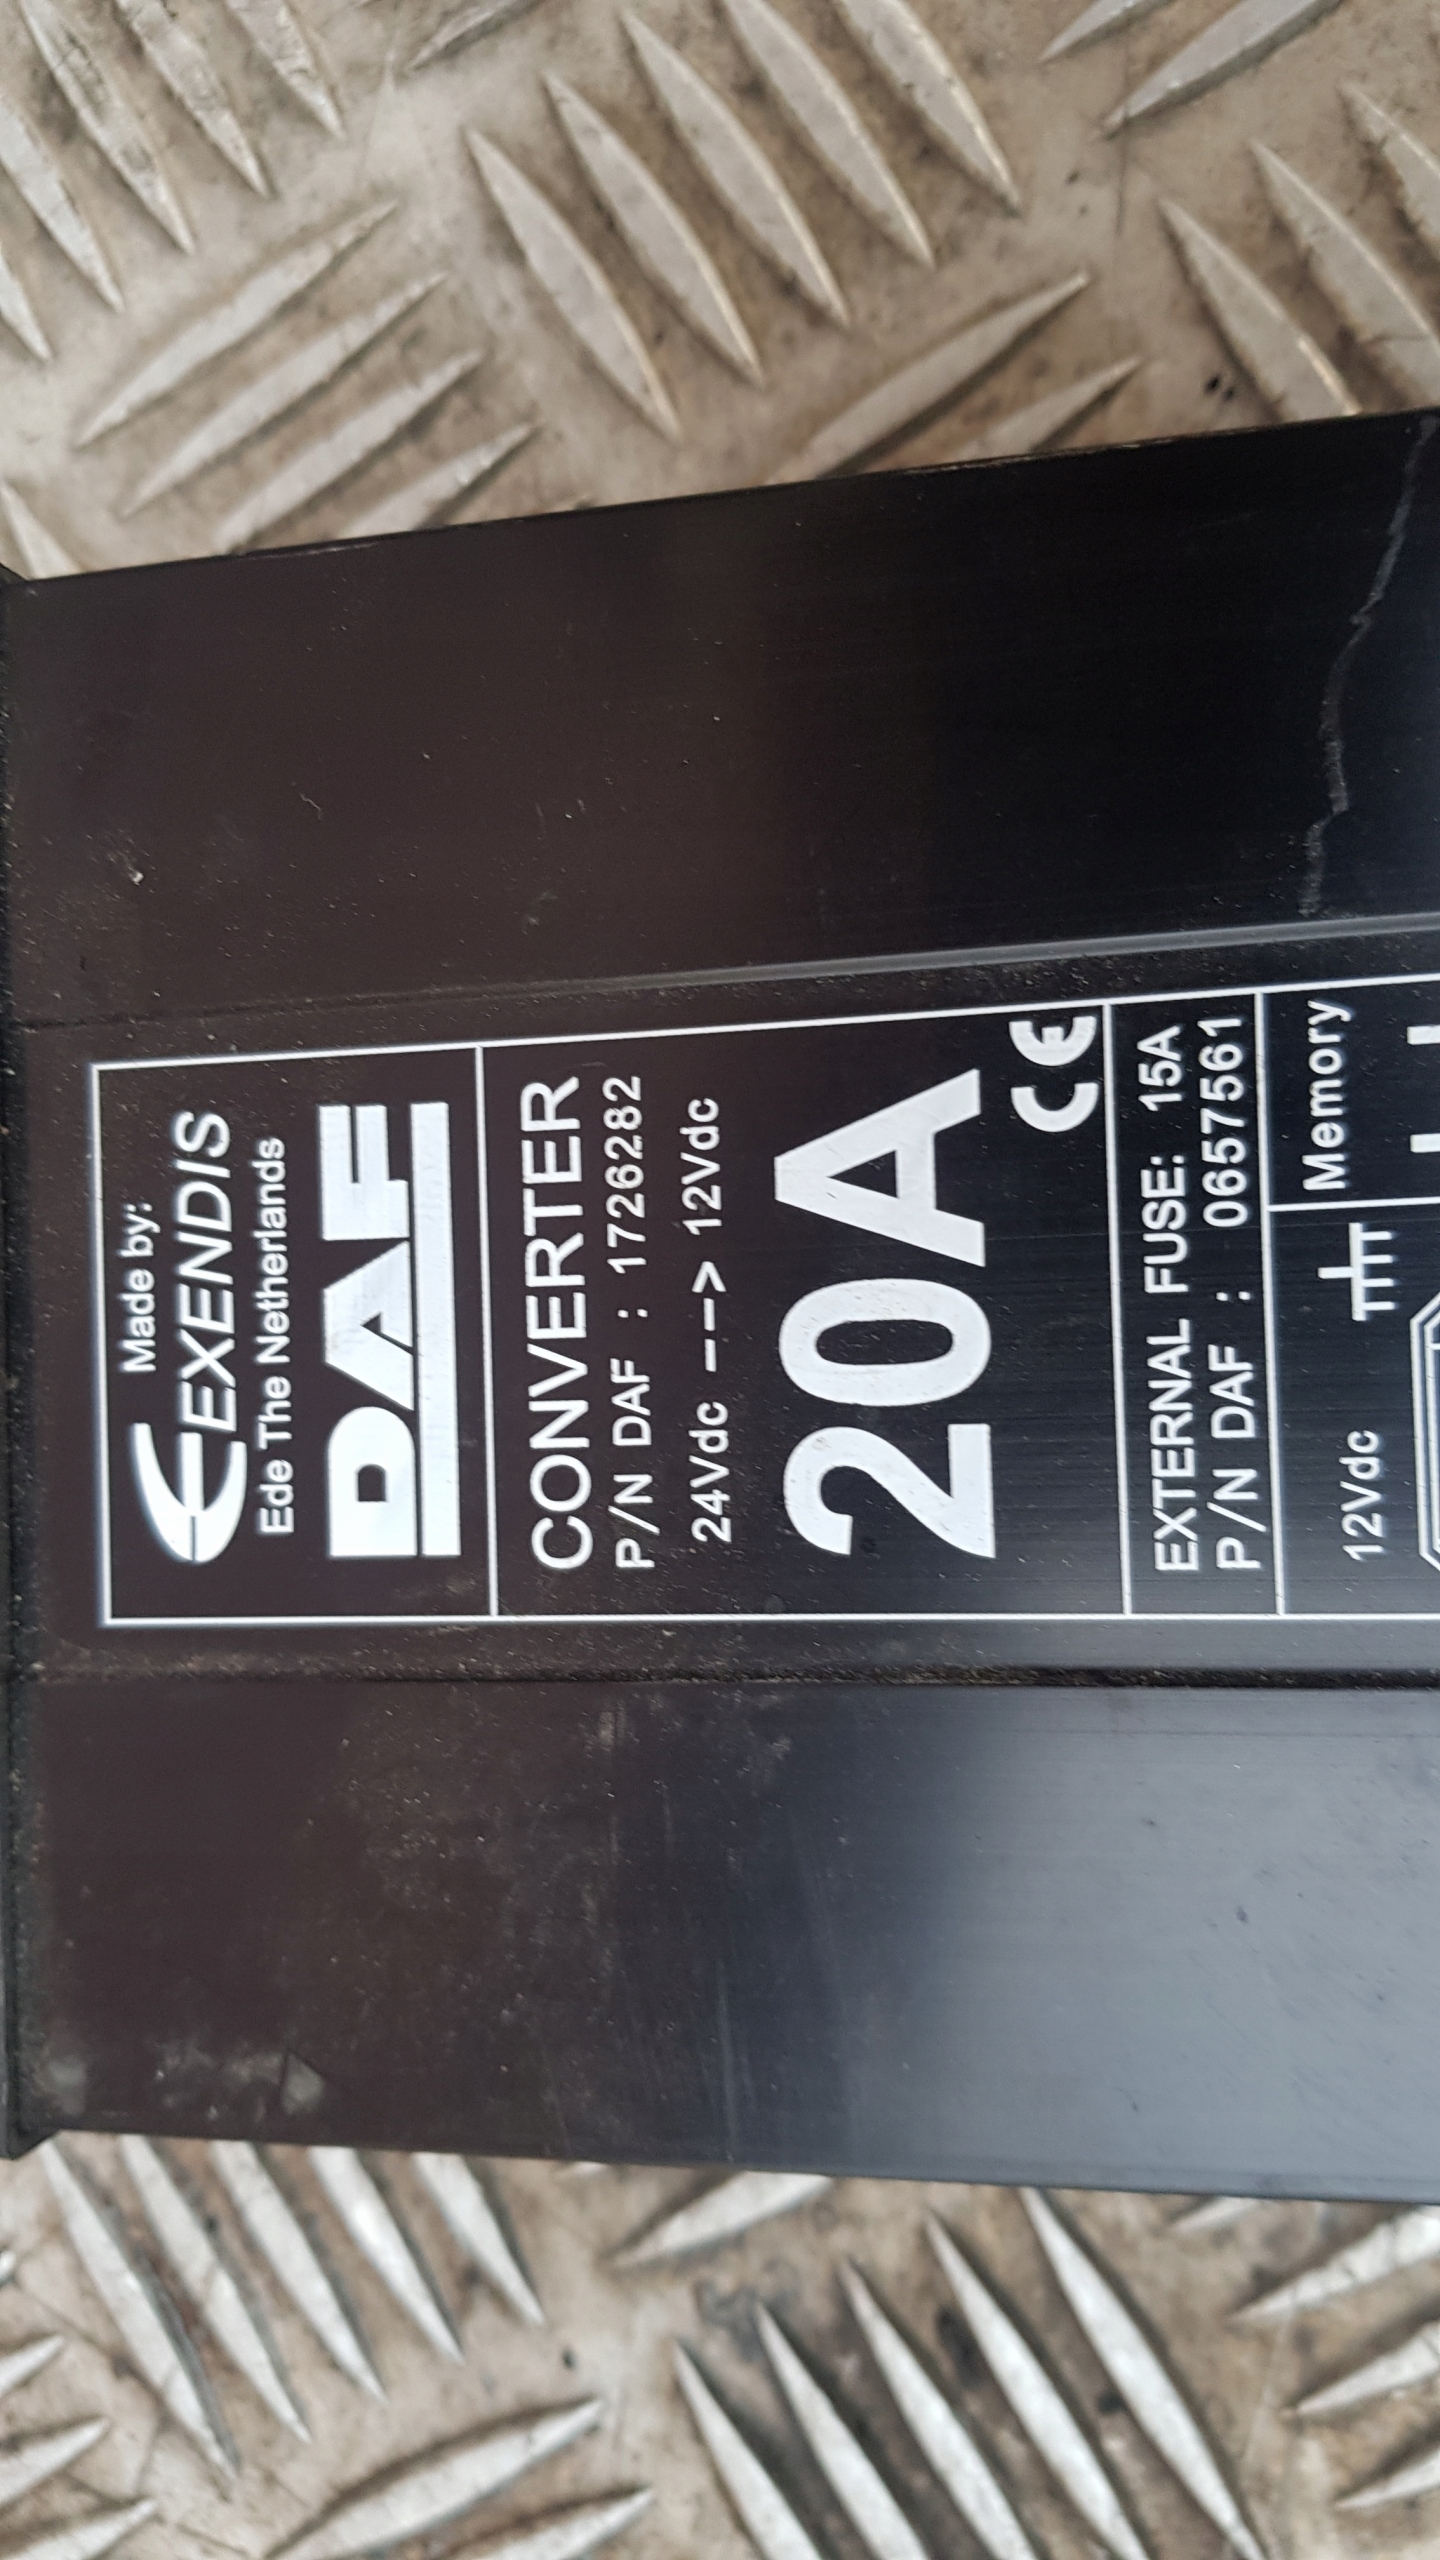 Made by:
EXENDIS
Ede The Netherlands
DAF
CONVERTER
P/N DAF : 1726282
24Vdc --> 12Vdc
20A
CE
EXTERNAL FUSE: 15A
P/N DAF : 0657561
12Vdc
Memory